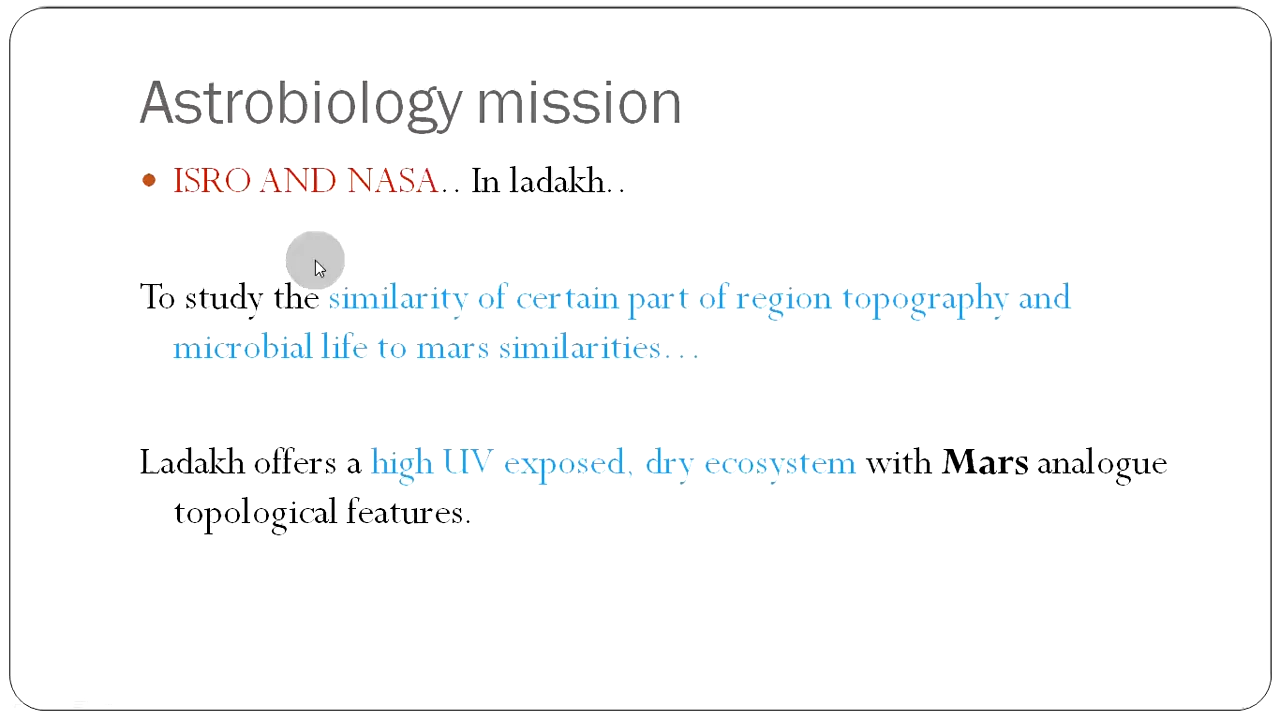 Astrobiology mission
• ISRO AND NASA.. In ladakh..
To study the similarity of certain part of region topography and
microbial life to mars similarities...
Ladakh offers a high UV exposed, dry ecosystem with Mars analogue
topological features.